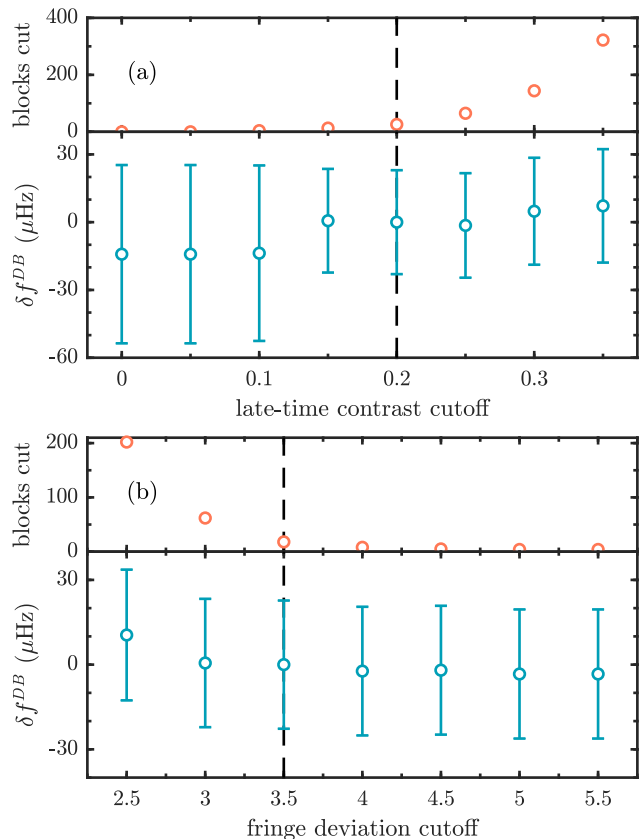 400
200
0
blocks cut
(a)
30
0
-30
-60
δf^{DB} (μHz)
0 0.1 0.2 0.3
late-time contrast cutoff
200
100
0
blocks cut
(b)
30
0
-30
δf^{DB} (μHz)
2.5 3 3.5 4 4.5 5 5.5
fringe deviation cutoff